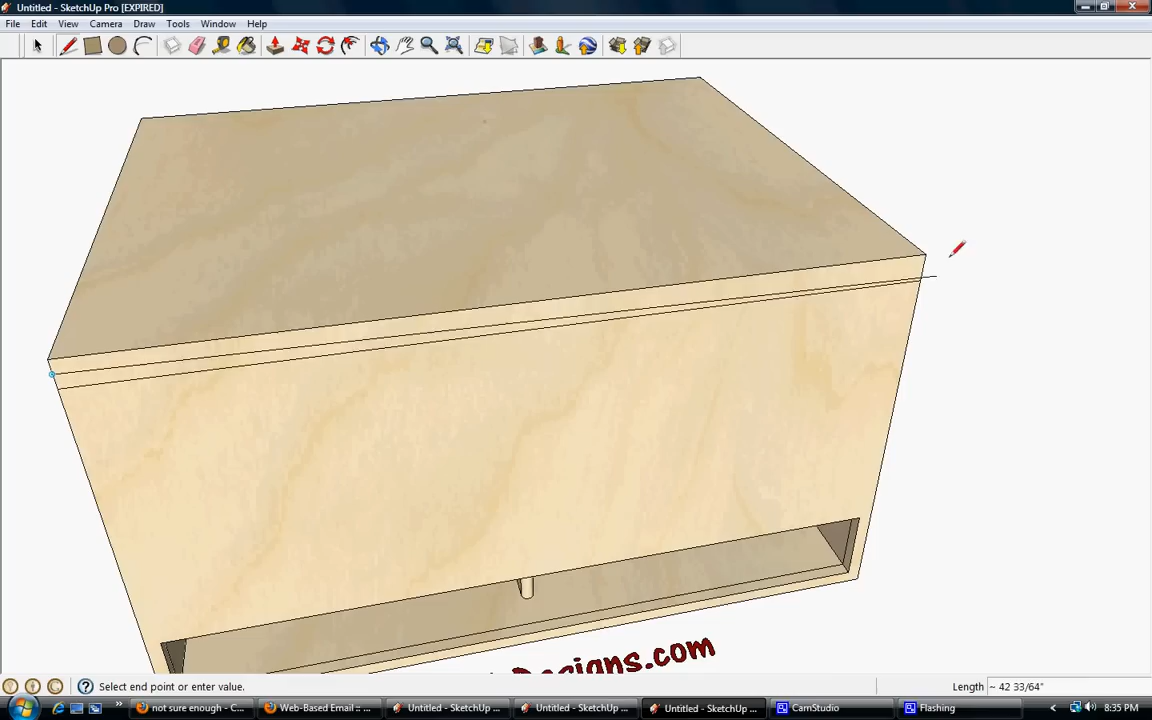 Untitled - SketchUp Pro [EXPIRED]
File Edit View Camera Draw Tools Window Help
Designs.com
Select end point or enter value. Length ~ 42 33/64"
not sure enough - C... Web-Based Email :: ... Untitled - SketchUp ... Untitled - SketchUp ... Untitled - SketchUp ... CamStudio Flashing 8:35 PM